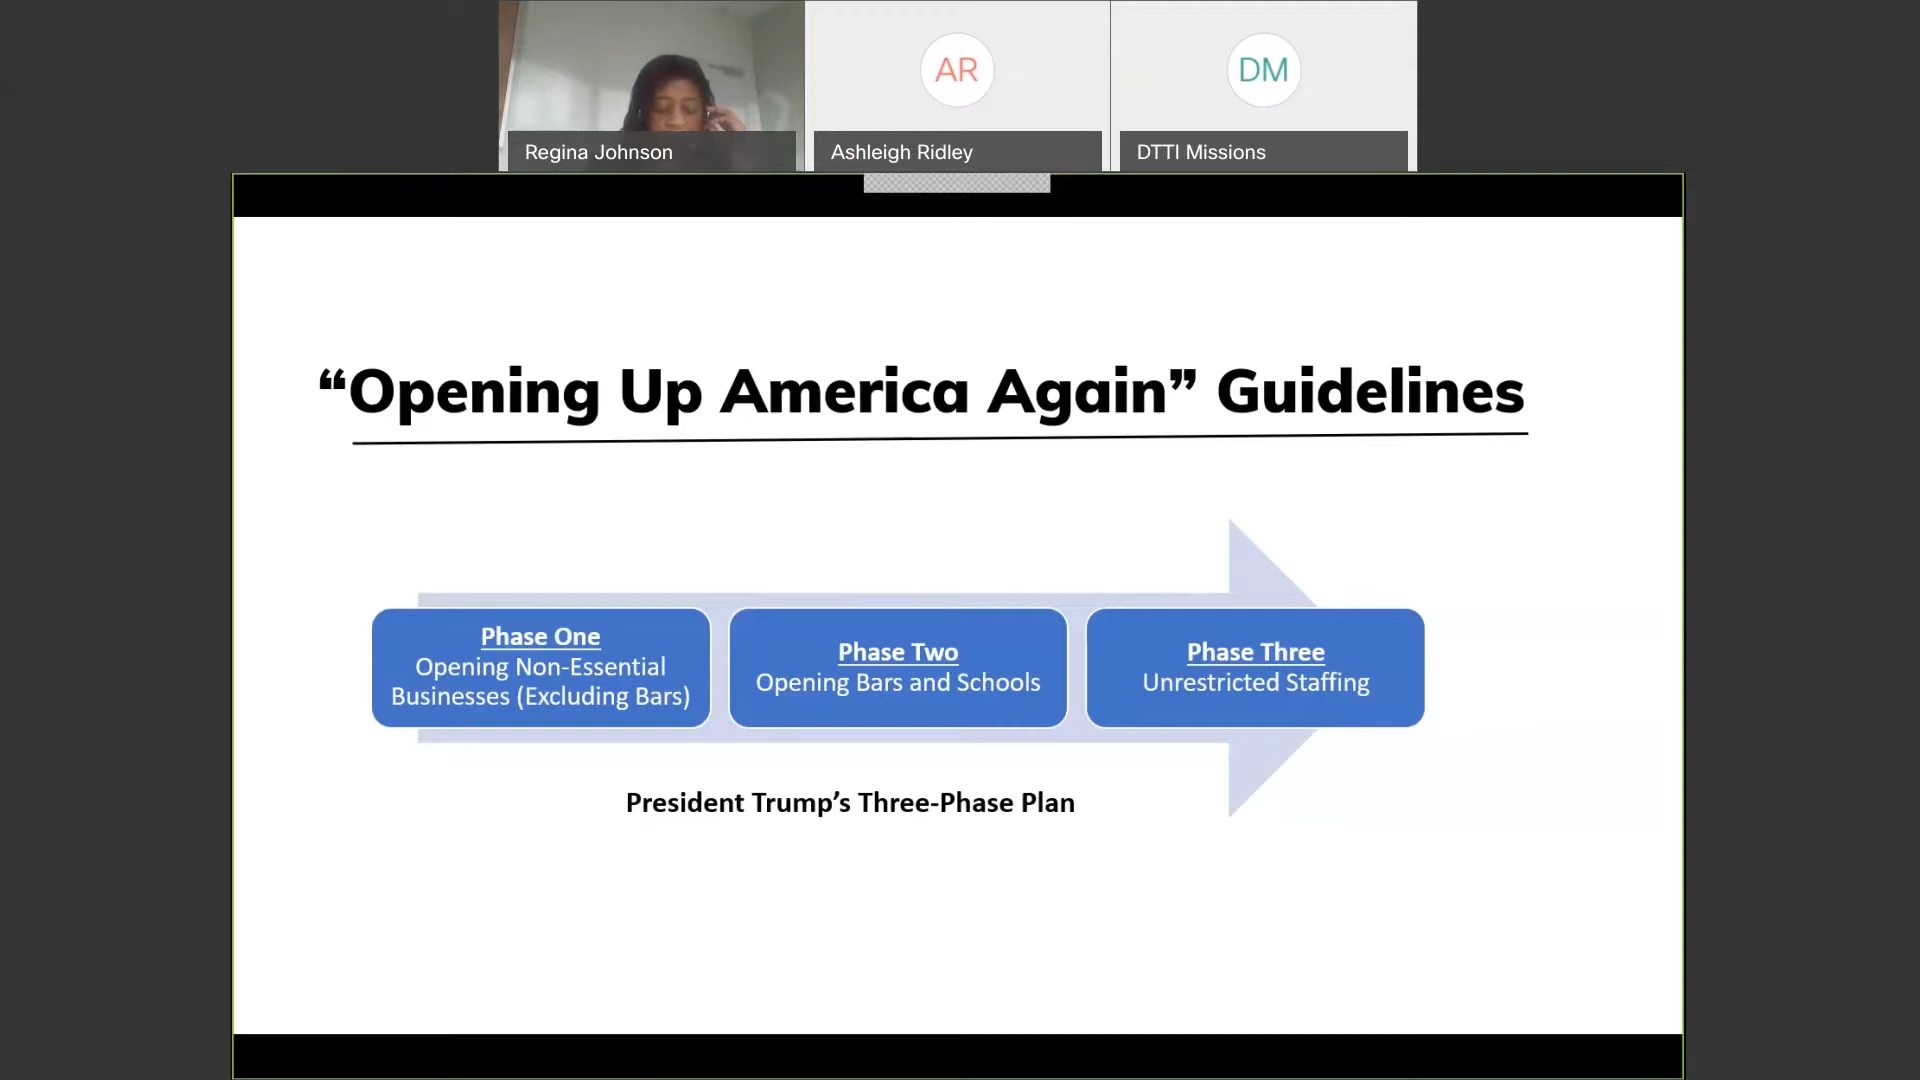 AR
DM
Regina Johnson
Ashleigh Ridley
DTTI Missions
“Opening Up America Again” Guidelines
Phase One
Opening Non-Essential
Businesses (Excluding Bars)
Phase Two
Opening Bars and Schools
Phase Three
Unrestricted Staffing
President Trump’s Three-Phase Plan